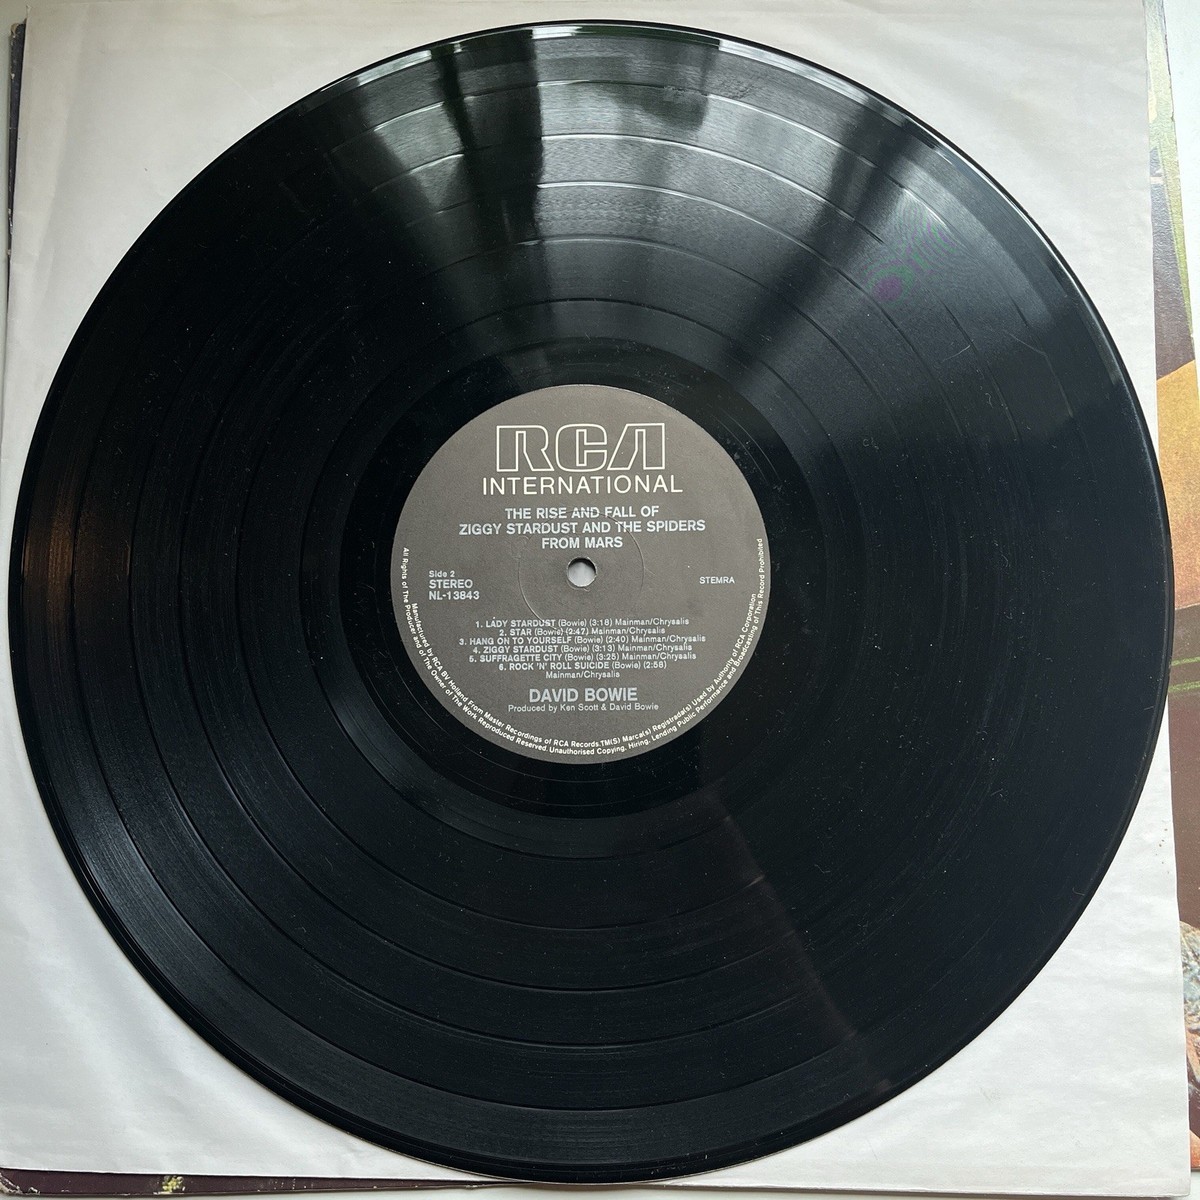 RCA
INTERNATIONAL
THE RISE AND FALL OF
ZIGGY STARDUST AND THE SPIDERS
FROM MARS
Side 2
STEREO
NL-13843
STEMRA
1. LADY STARDUST (Bowie) (3:18) Mainman/Chrysalis
2. STAR (Bowie) (2:47) Mainman/Chrysalis
3. HANG ON TO YOURSELF (Bowie) (2:40) Mainman/Chrysalis
4. ZIGGY STARDUST (Bowie) (3:13) Mainman/Chrysalis
5. SUFFRAGETTE CITY (Bowie) (3:25) Mainman/Chrysalis
6. ROCK 'N' ROLL SUICIDE (Bowie) (2:58)
Mainman/Chrysalis
DAVID BOWIE
Produced by Ken Scott & David Bowie
Manufactured by RCA BV Holland From Master Recordings of RCA Records.TM(S) Marca(s) Registrada(s) Used by Authority of RCA Corporation
All Rights of The Producer and of The Owner of The Work Reproduced Reserved. Unauthorised Copying, Hiring, Lending Public Performance and Broadcasting of This Record Prohibited